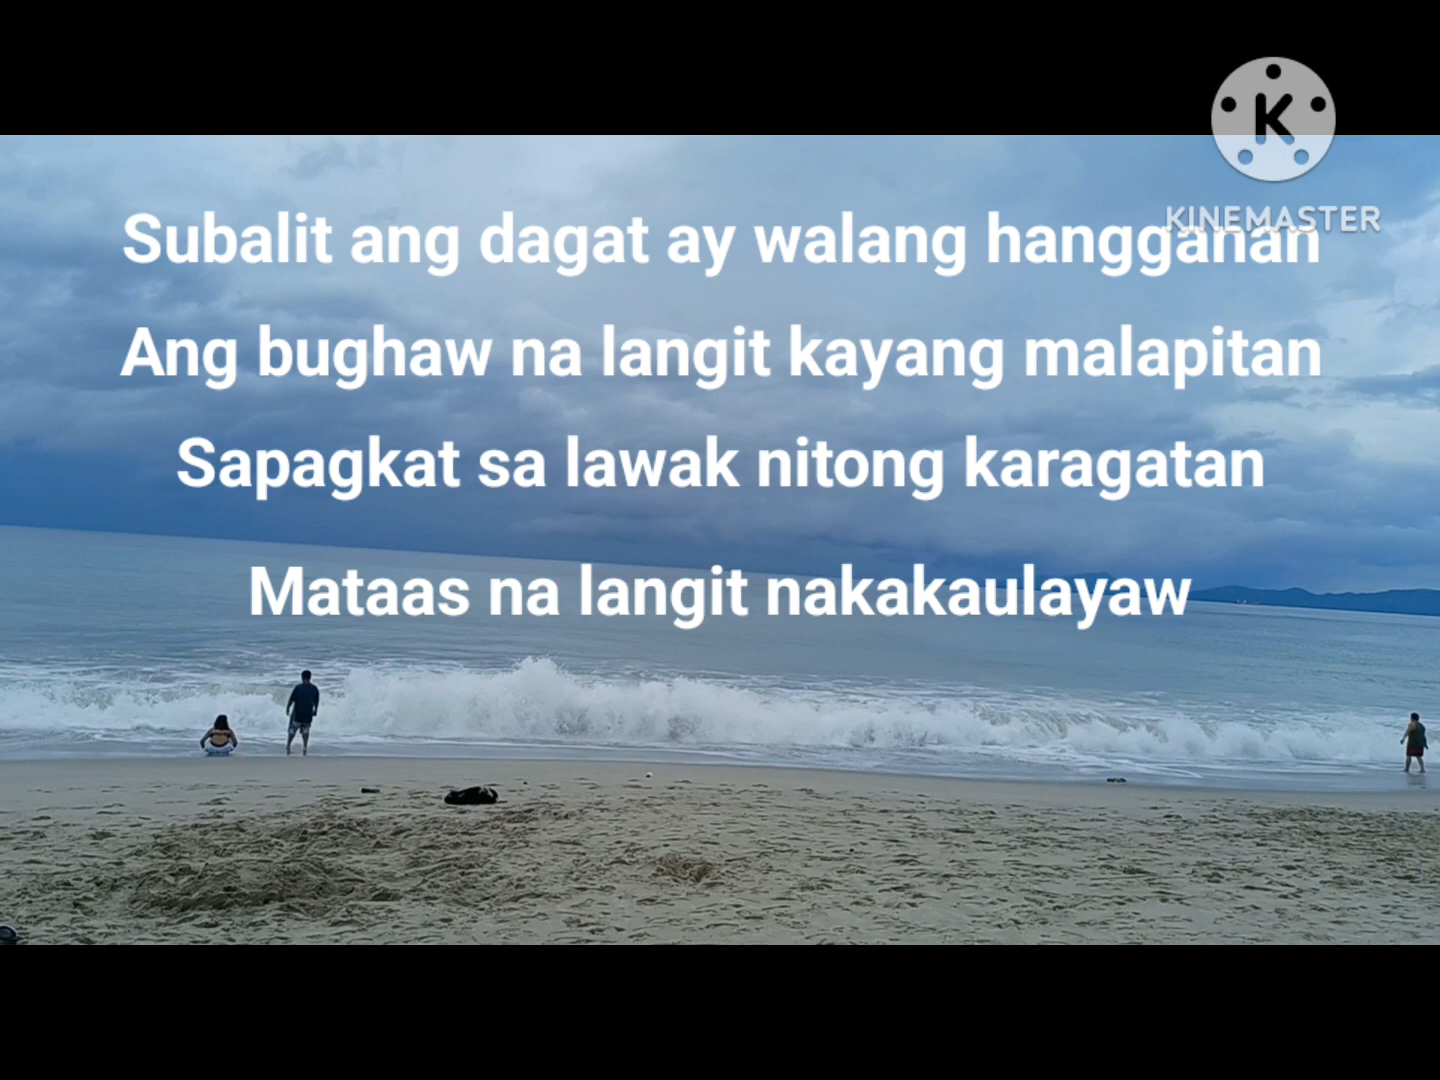 KINEMASTER
Subalit ang dagat ay walang hangganan
Ang bughaw na langit kayang malapitan
Sapagkat sa lawak nitong karagatan
Mataas na langit nakakaulayaw